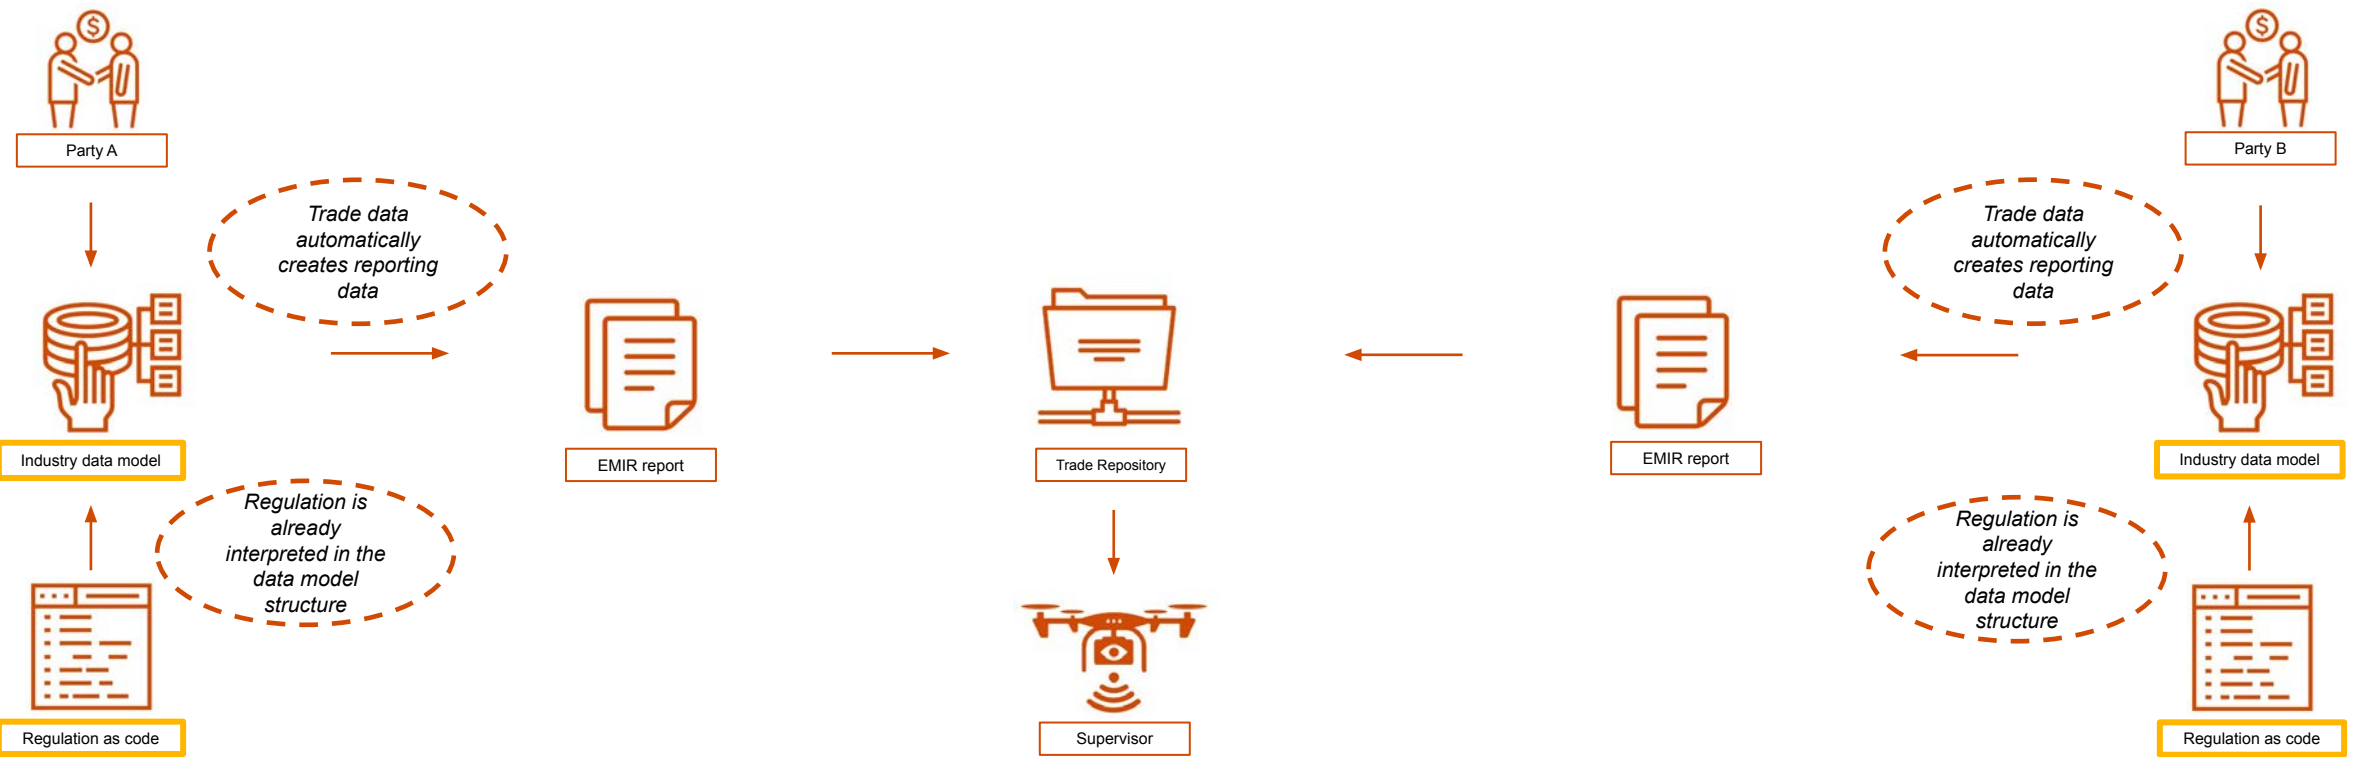 Party A
Party B
Trade data
automatically
creates reporting
data
Trade data
automatically
creates reporting
data
Industry data model
EMIR report
Trade Repository
EMIR report
Industry data model
Regulation is
already
interpreted in the
data model
structure
Regulation is
already
interpreted in the
data model
structure
Regulation as code
Supervisor
Regulation as code